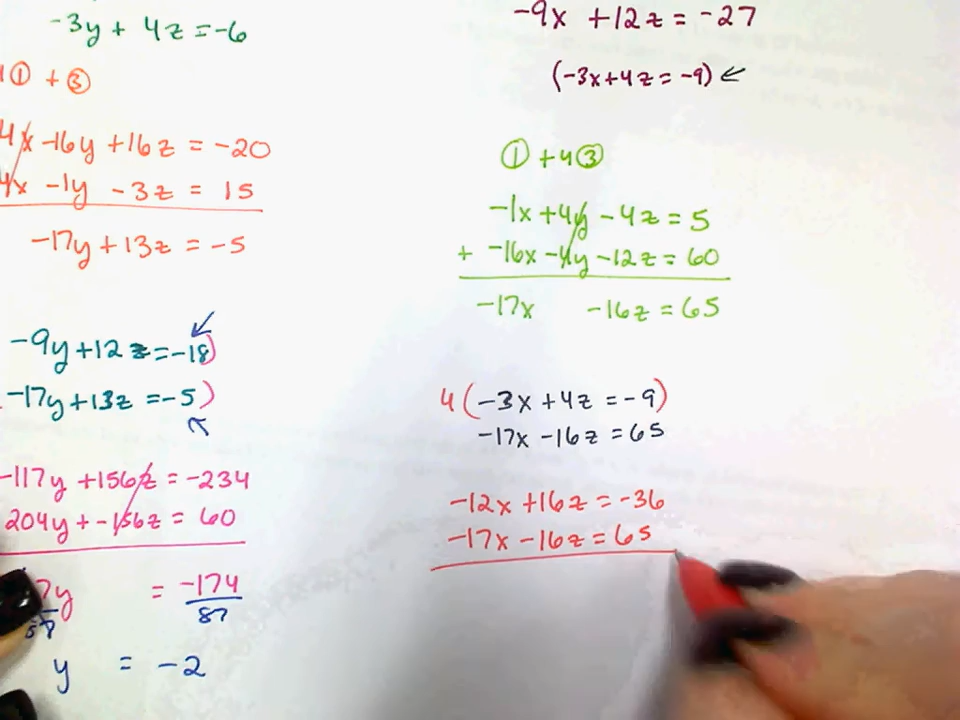 -3y + 4z = -6
① + ③
4x -16y +16z = -20
4x -1y -3z = 15
-17y + 13z = -5
-9y + 12z = -18)
-17y + 13z = -5)
-117y + 156z = -234
204y + -156z = 60
7y = -174
87
y = -2
-9x + 12z = -27
(-3x + 4z = -9) ←
① + 4③
-1x + 4y - 4z = 5
+ -16x - 4y - 12z = 60
-17x -16z = 65
4(-3x + 4z = -9)
-17x - 16z = 65
-12x + 16z = -36
-17x - 16z = 65